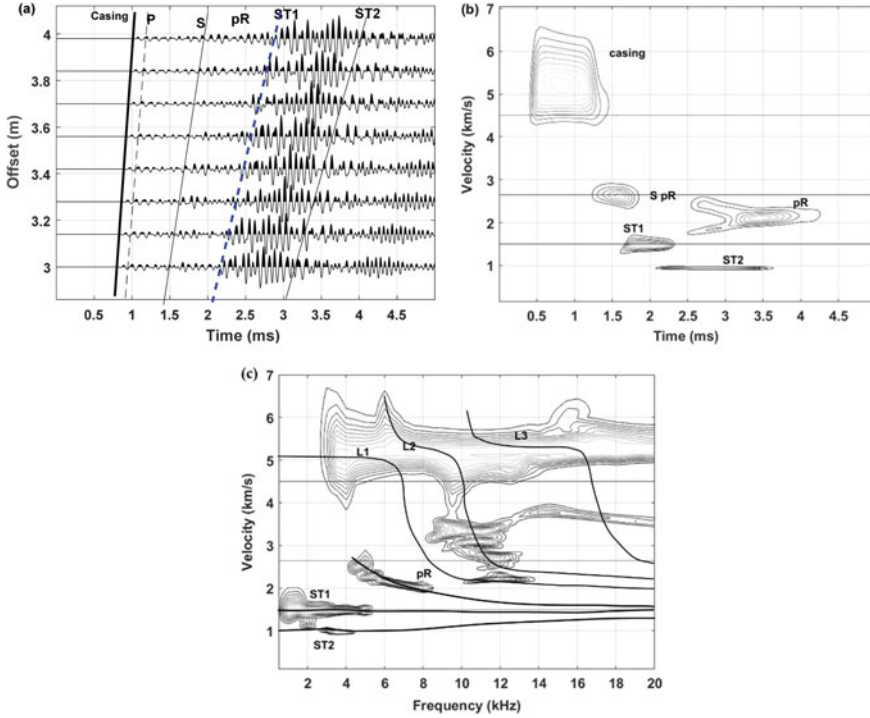 (a)
Casing P S pR ST1 ST2
4
3.8
3.6
3.4
3.2
3
Offset (m)
0.5 1 1.5 2 2.5 3 3.5 4 4.5
Time (ms)
(b)
7
6
5
4
3
2
1
Velocity (km/s)
casing
S pR
pR
ST1
ST2
0.5 1.5 2.5 3.5 4.5
Time (ms)
(c)
7
6
5
4
3
2
1
Velocity (km/s)
L1
L2
L3
pR
ST1
ST2
2 4 6 8 10 12 14 16 18 20
Frequency (kHz)